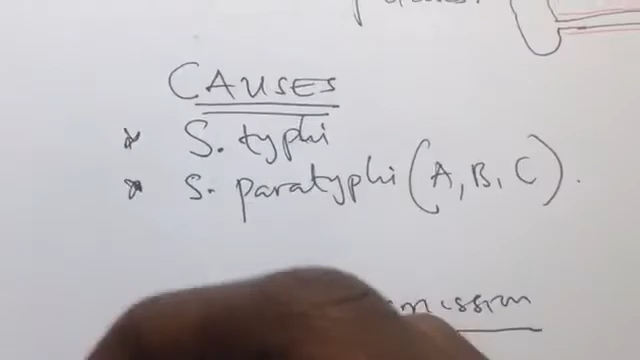 CAUSES
* S. typhi
* S. paratyphi (A, B, C).